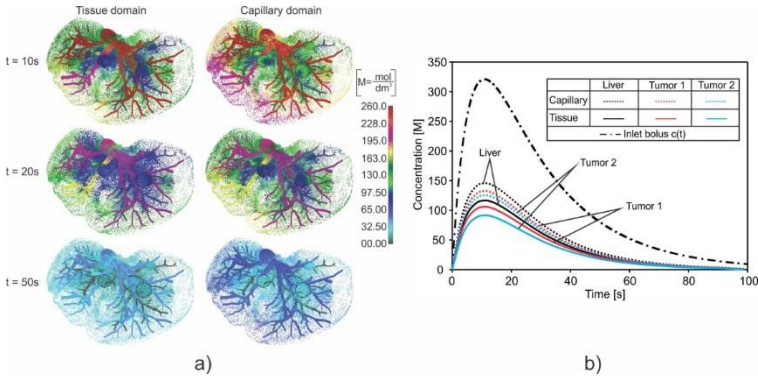 Tissue domain
Capillary domain
t = 10s
t = 20s
t = 50s
[M= mol
dm³]
260.0
228.0
195.0
163.0
130.0
97.50
65.00
32.50
00.00
a)
Concentration [M]
350
300
250
200
150
100
50
0
Liver Tumor 1 Tumor 2
Capillary
Tissue
Inlet bolus c(t)
Liver
Tumor 2
Tumor 1
0 20 40 60 80 100
Time [s]
b)